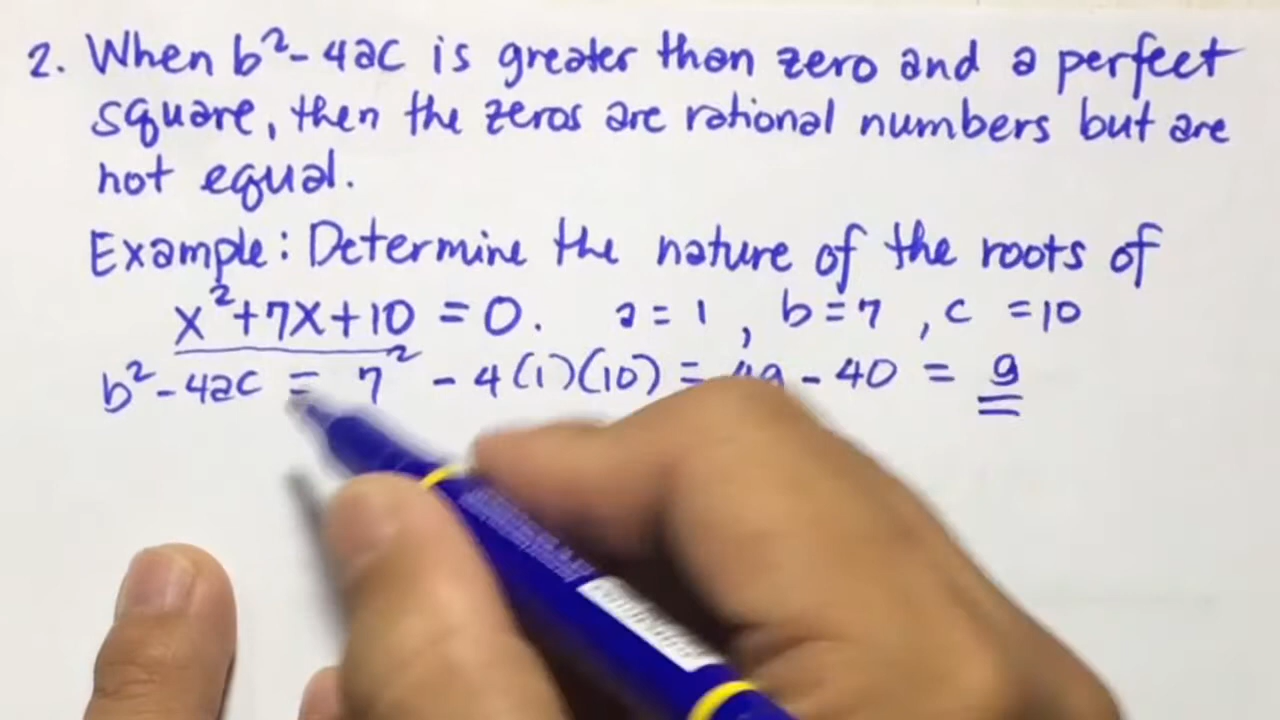 2. When b²-4ac is greater than zero and a perfect
square, then the zeros are rational numbers but are
not equal.
Example: Determine the nature of the roots of
x²+7x+10 = 0. a = 1, b = 7, c = 10
b²-4ac = 7² - 4(1)(10) = 49 - 40 = 9